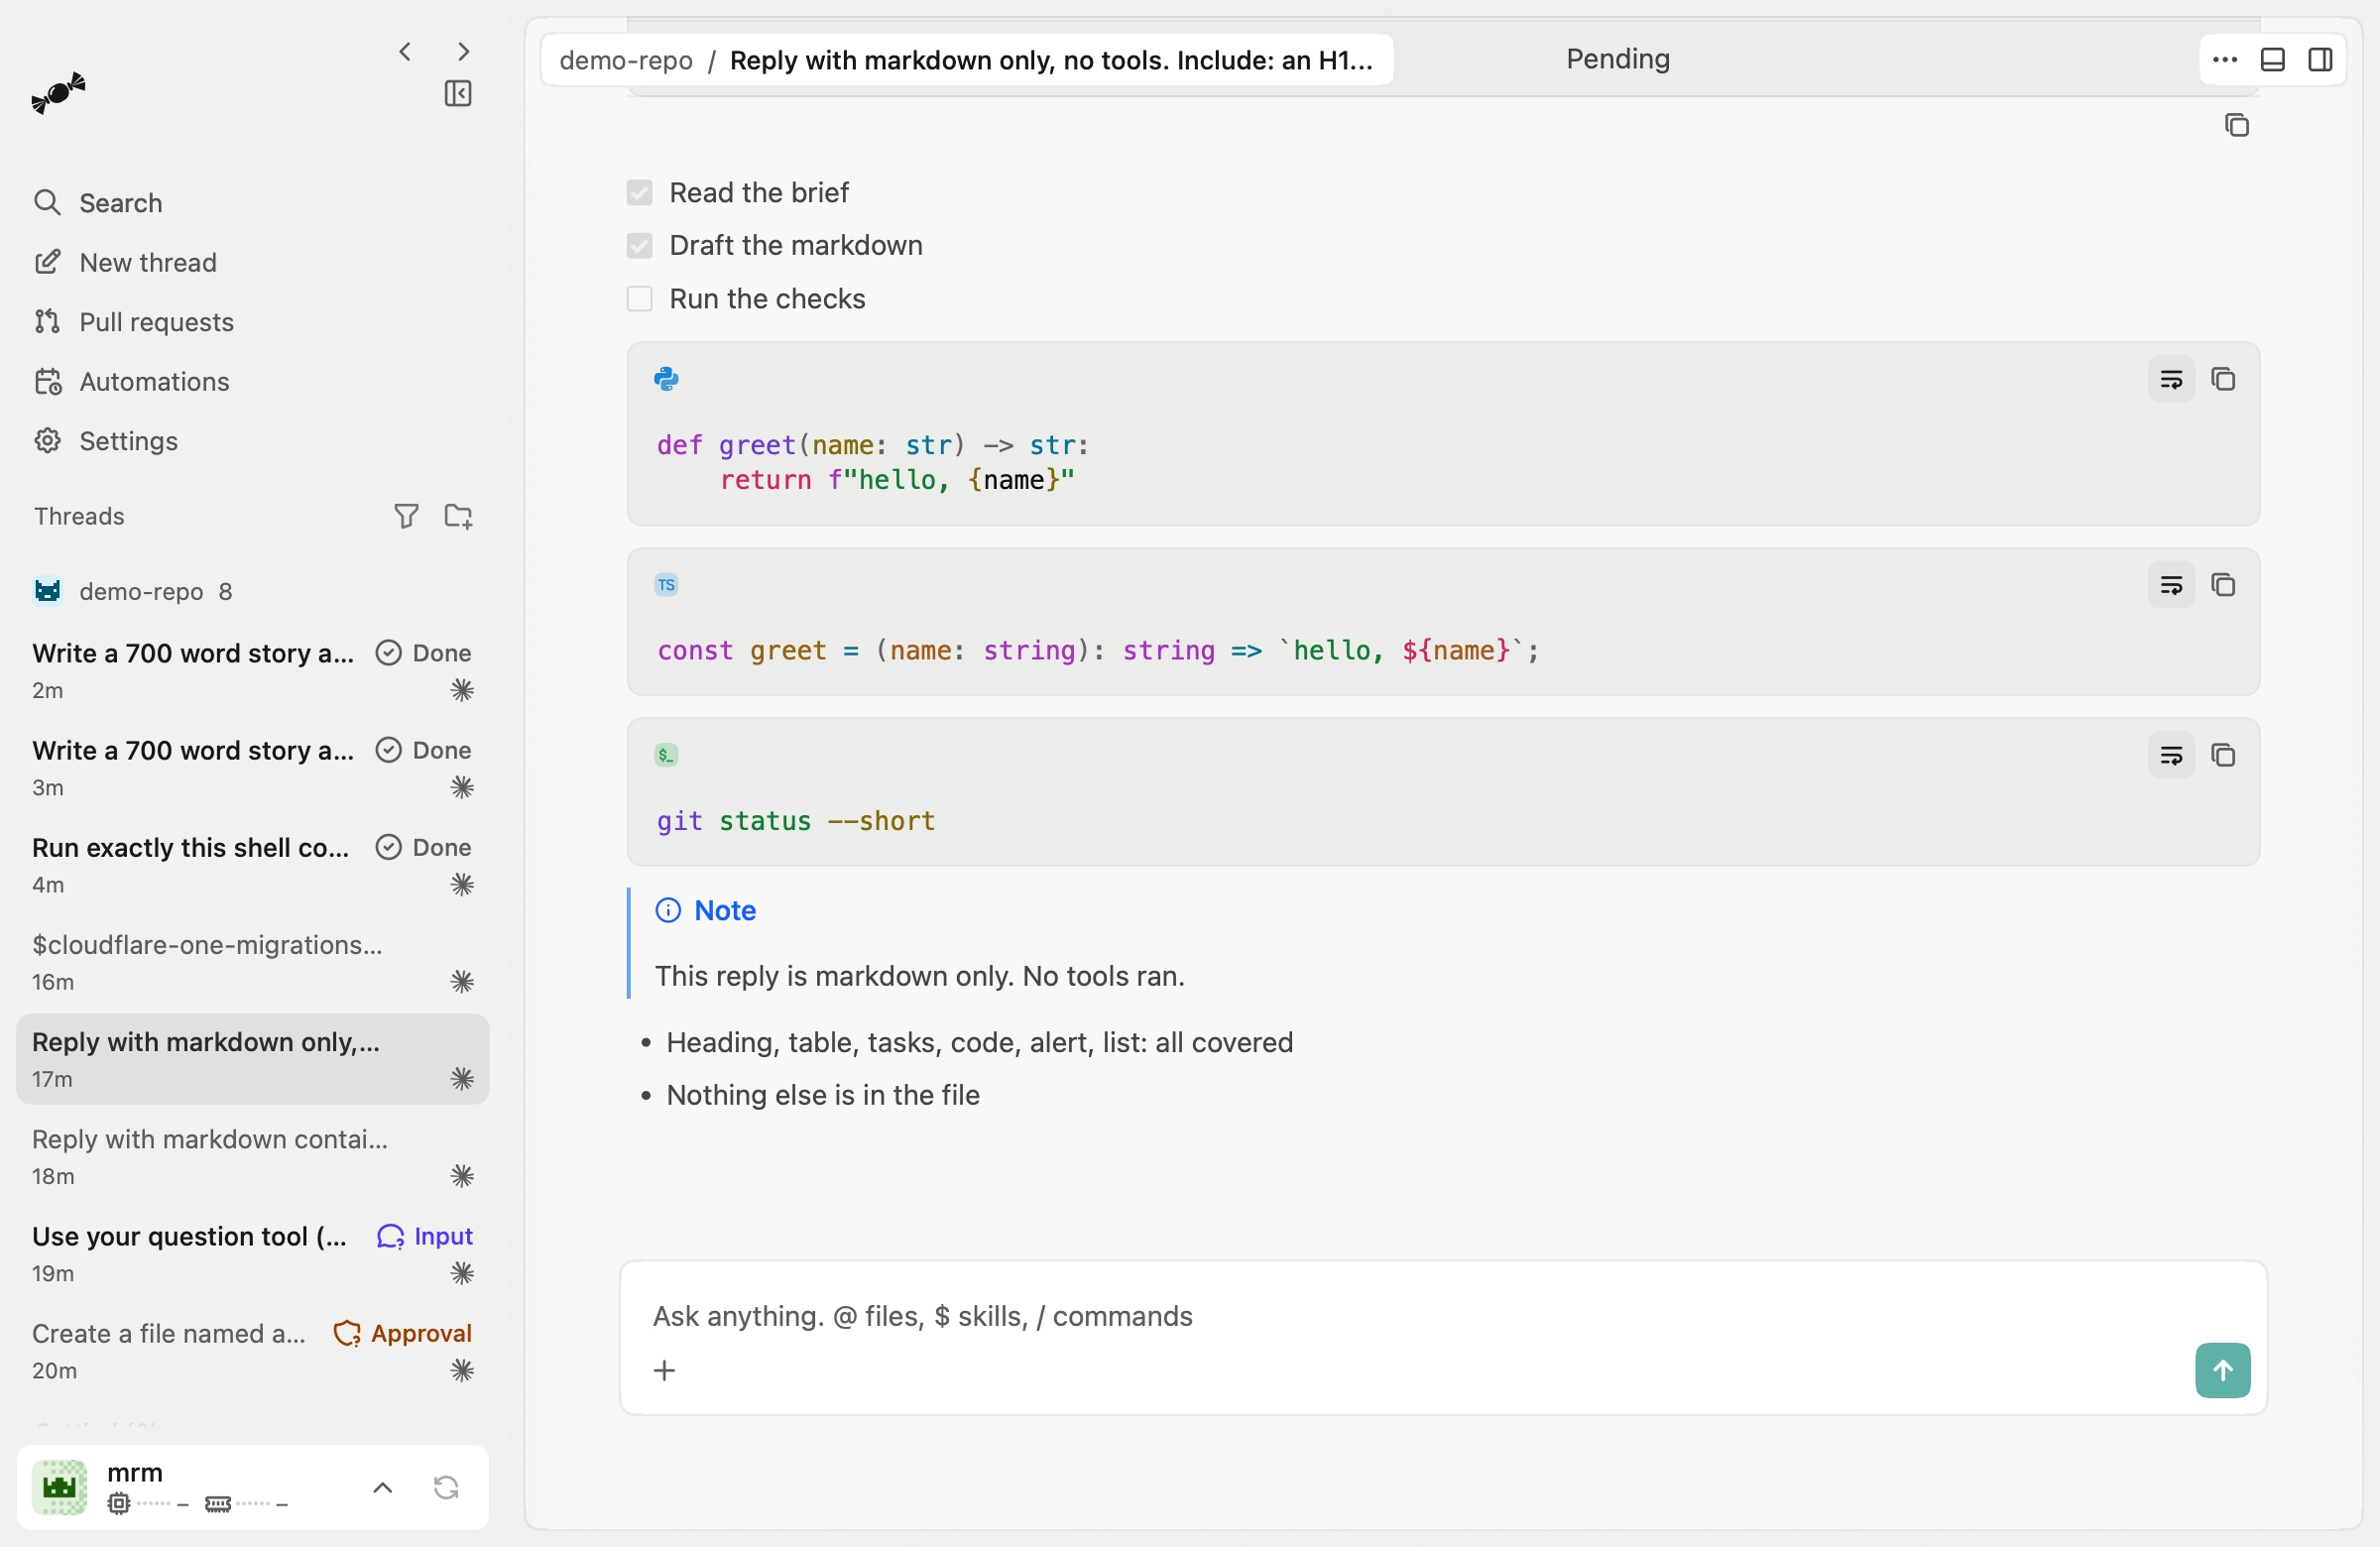 Search
New thread
Pull requests
Automations
Settings
Threads
demo-repo 8
Write a 700 word story a... Done
2m
Write a 700 word story a... Done
3m
Run exactly this shell co... Done
4m
$cloudflare-one-migrations...
16m
Reply with markdown only,...
17m
Reply with markdown contai...
18m
Use your question tool (... Input
19m
Create a file named a... Approval
20m
mrm
demo-repo / Reply with markdown only, no tools. Include: an H1...
Pending
Read the brief
Draft the markdown
Run the checks
def greet(name: str) -> str:
return f"hello, {name}"
TS
const greet = (name: string): string => `hello, ${name}`;
$_
git status --short
Note
This reply is markdown only. No tools ran.
• Heading, table, tasks, code, alert, list: all covered
• Nothing else is in the file
Ask anything. @ files, $ skills, / commands